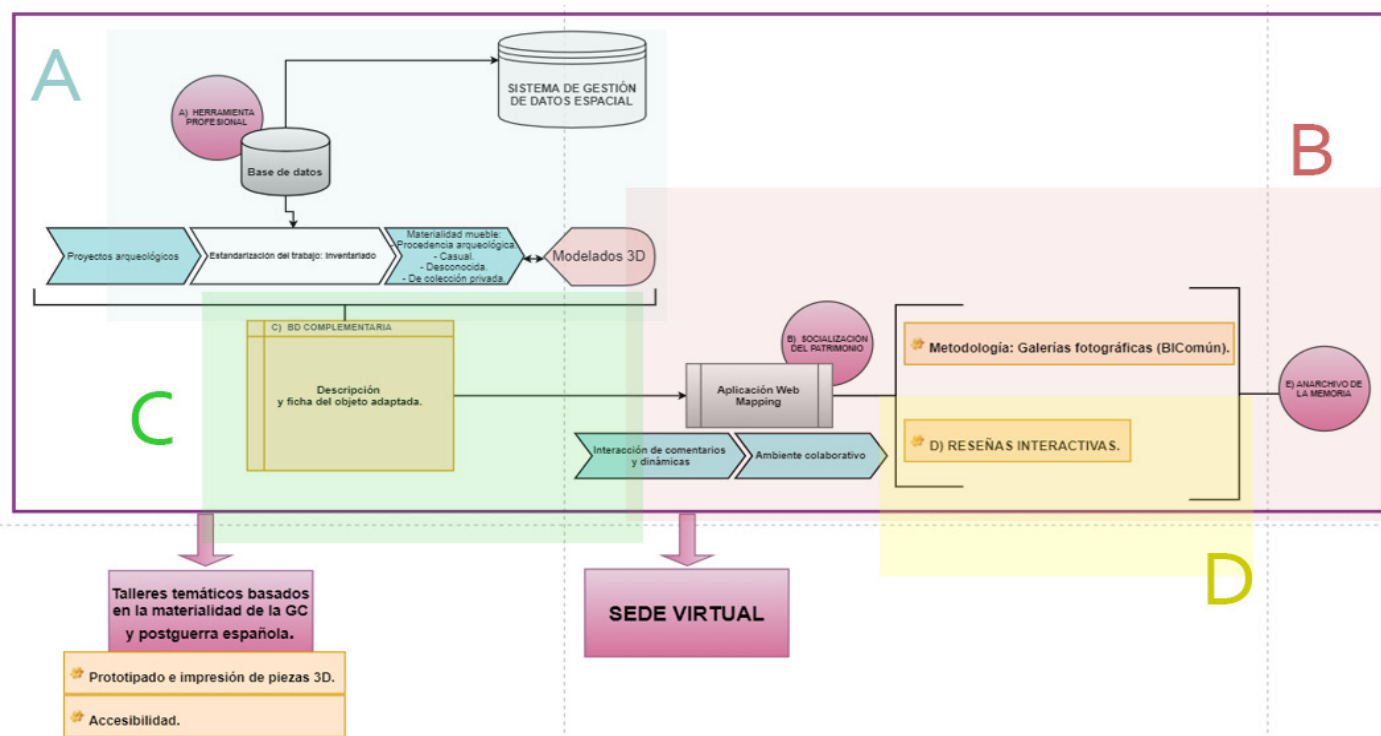 A
A) HERRAMIENTA
PROFESIONAL
Base de datos
SISTEMA DE GESTIÓN
DE DATOS ESPACIAL
B
Proyectos arqueológicos
Estandarización del trabajo: Inventariado
Materialidad mueble:
- Procedencia arqueológica.
- Casual.
- Desconocida.
- De colección privada.
Modelados 3D
C
C) BD COMPLEMENTARIA
Descripción
y ficha del objeto adaptada.
B) SOCIALIZACIÓN
DEL PATRIMONIO
Aplicación Web
Mapping
Interacción de comentarios
y dinámicas
Ambiente colaborativo
Metodología: Galerías fotográficas (BIComún).
D) RESEÑAS INTERACTIVAS.
E) ANARCHIVO DE
LA MEMORIA
D
Talleres temáticos basados
en la materialidad de la GC
y postguerra española.
Prototipado e impresión de piezas 3D.
Accesibilidad.
SEDE VIRTUAL